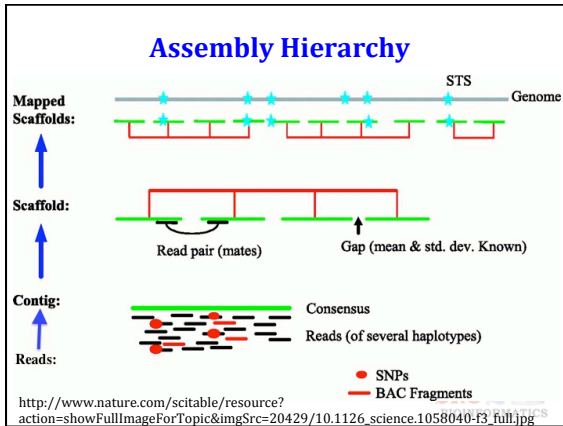 Assembly Hierarchy
STS
Genome
Mapped
Scaffolds:
Scaffold:
Read pair (mates)
Gap (mean & std. dev. Known)
Contig:
Consensus
Reads (of several haplotypes)
Reads:
SNPs
BAC Fragments
http://www.nature.com/scitable/resource?
action=showFullImageForTopic&imgSrc=20429/10.1126_science.1058040-f3_full.jpg
BIOINFORMATICS